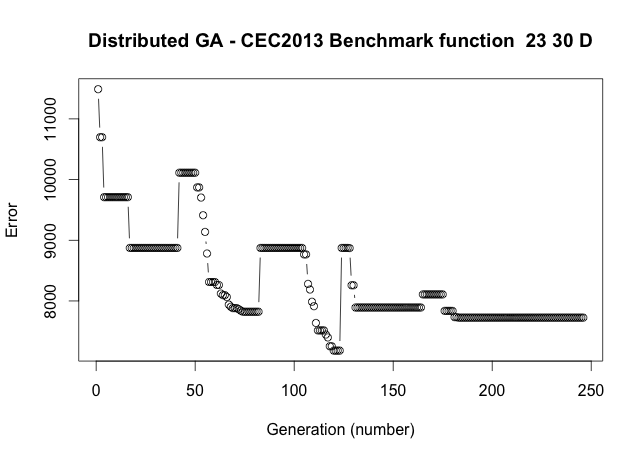 Distributed GA - CEC2013 Benchmark function  23 30 D
Error
11000
10000
9000
8000
0 50 100 150 200 250
Generation (number)